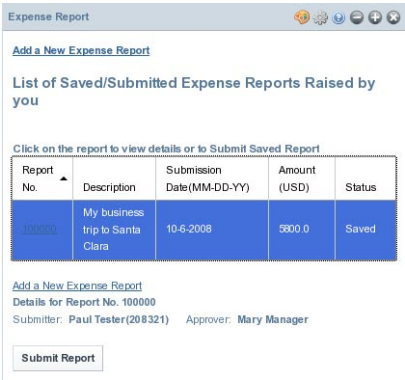 Expense Report
Add a New Expense Report
List of Saved/Submitted Expense Reports Raised by
you
Click on the report to view details or to Submit Saved Report
Report No. Description Submission Date(MM-DD-YY) Amount (USD) Status
100000 My business trip to Santa Clara 10-6-2008 5800.0 Saved
Add a New Expense Report
Details for Report No. 100000
Submitter: Paul Tester(208321) Approver: Mary Manager
Submit Report